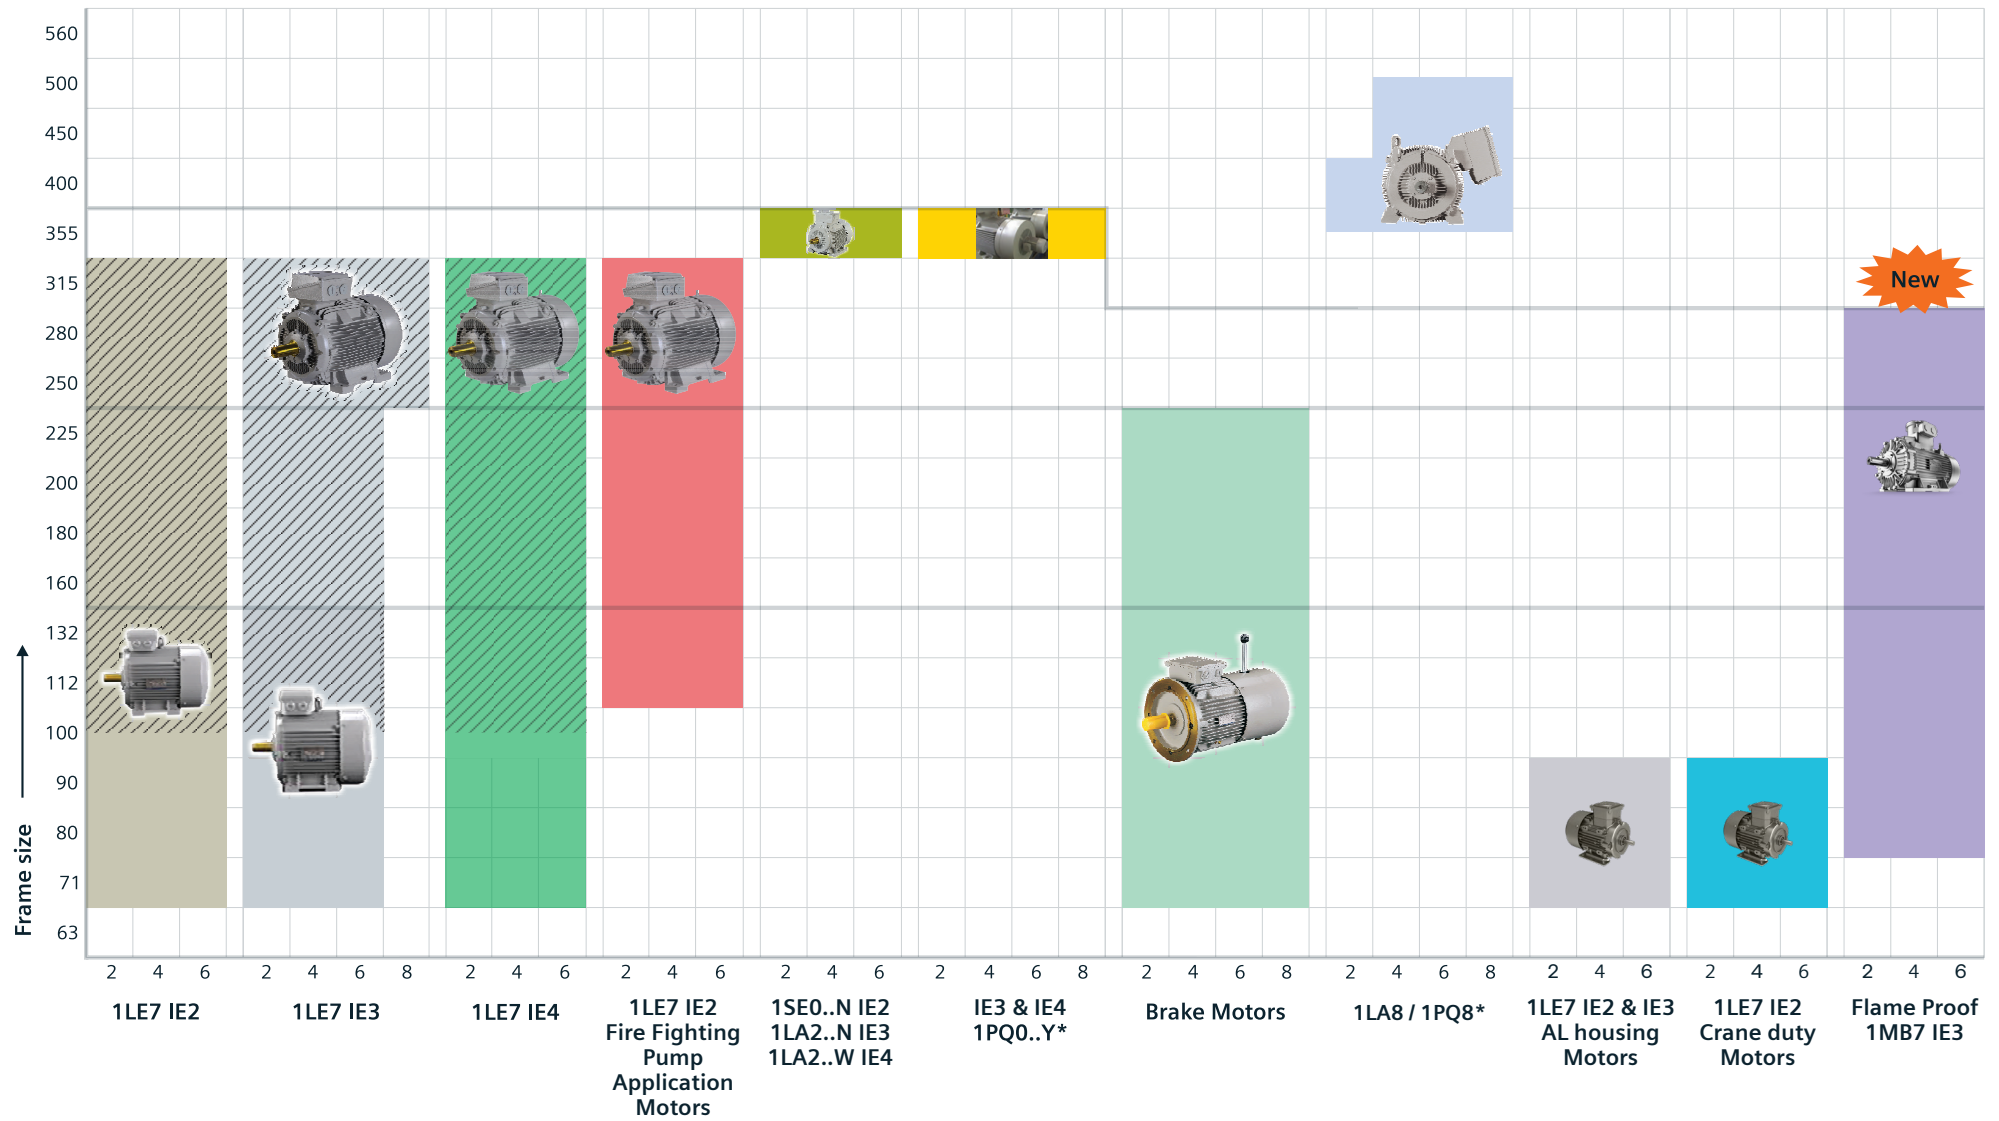 560
500
450
400
355
315
280
250
225
200
180
160
132
112
100
90
80
71
63
Frame size
New
2 4 6 2 4 6 8 2 4 6 2 4 6 2 4 6 2 4 6 8 2 4 6 8 2 4 6 8 2 4 6 2 4 6 2 4 6
1LE7 IE2
1LE7 IE3
1LE7 IE4
1LE7 IE2
Fire Fighting
Pump
Application
Motors
1SE0..N IE2
1LA2..N IE3
1LA2..W IE4
IE3 & IE4
1PQ0..Y*
Brake Motors
1LA8 / 1PQ8*
1LE7 IE2 & IE3
AL housing
Motors
1LE7 IE2
Crane duty
Motors
Flame Proof
1MB7 IE3